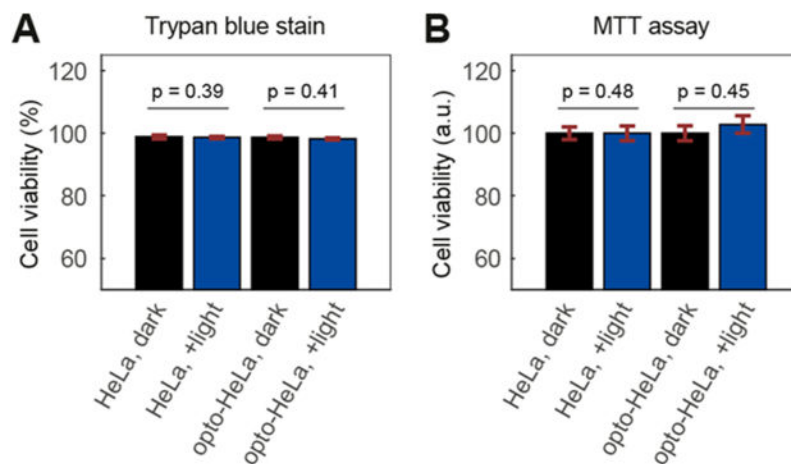 A Trypan blue stain
Cell viability (%)
120
100
80
60
p = 0.39
p = 0.41
HeLa, dark
HeLa, +light
opto-HeLa, dark
opto-HeLa, +light
B MTT assay
Cell viability (a.u.)
120
100
80
60
p = 0.48
p = 0.45
HeLa, dark
HeLa, +light
opto-HeLa, dark
opto-HeLa, +light